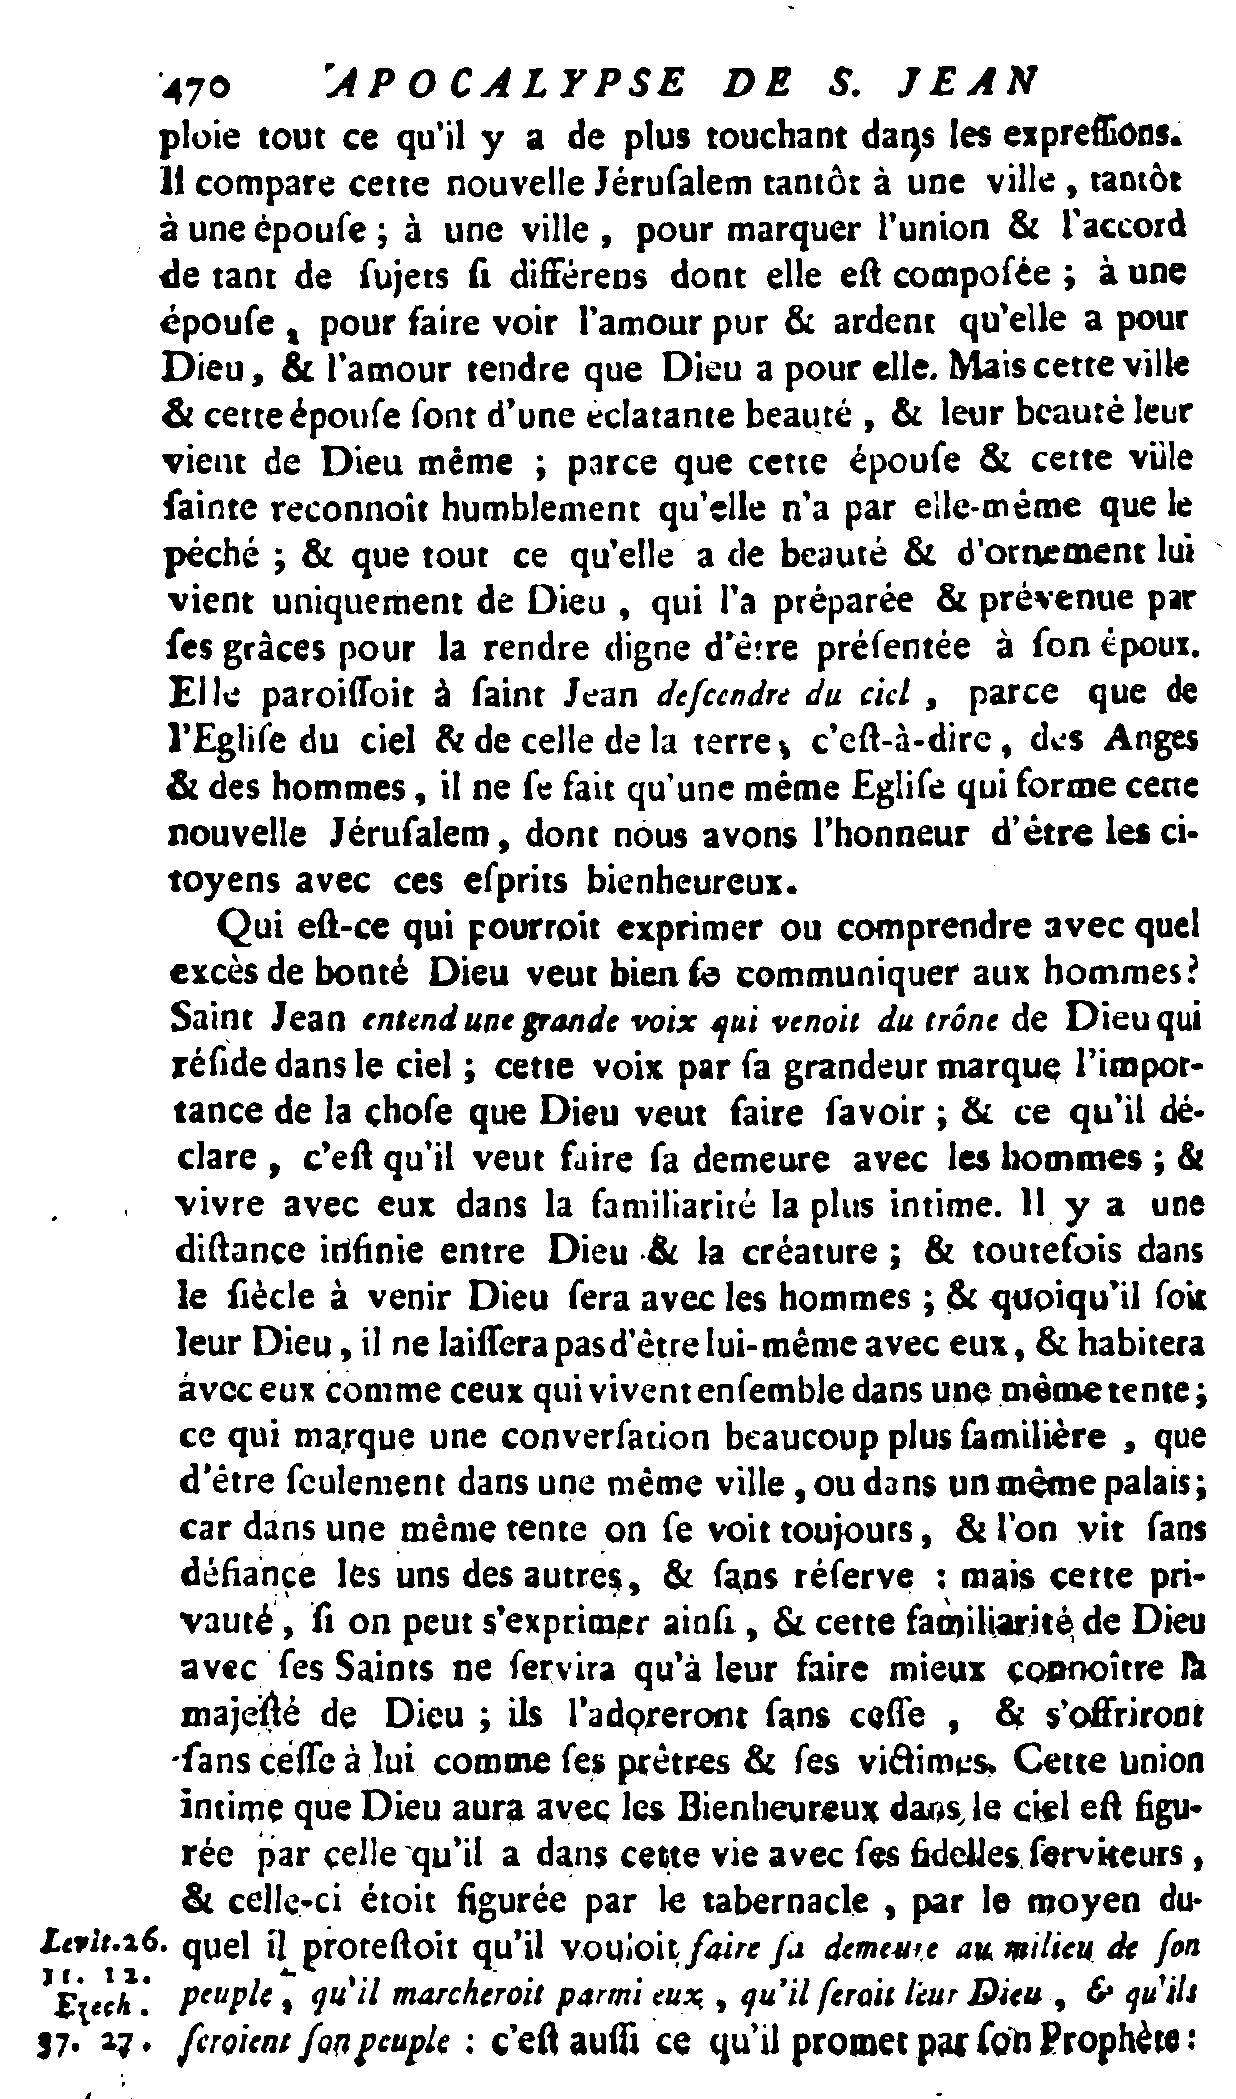 470 APOCALYPSE DE S. JEAN
ploie tout ce qu'il y a de plus touchant dans les expreſſions.
Il compare cette nouvelle Jéruſalem tantôt à une ville, tantôt
à une épouſe; à une ville, pour marquer l'union & l'accord
de tant de ſujets ſi différens dont elle eſt compoſée; à une
épouſe, pour faire voir l'amour pur & ardent qu'elle a pour
Dieu, & l'amour tendre que Dieu a pour elle. Mais cette ville
& cette épouſe ſont d'une éclatante beauté, & leur beauté leur
vient de Dieu même; parce que cette épouſe & cette ville
ſainte reconnoît humblement qu'elle n'a par elle-même que le
péché; & que tout ce qu'elle a de beauté & d'ornement lui
vient uniquement de Dieu, qui l'a préparée & prévenue par
ſes grâces pour la rendre digne d'être préſentée à ſon époux.
Elle paroiſſoit à ſaint Jean deſcendre du ciel, parce que de
l'Egliſe du ciel & de celle de la terre, c'eſt-à-dire, des Anges
& des hommes, il ne ſe fait qu'une même Egliſe qui forme cette
nouvelle Jéruſalem, dont nous avons l'honneur d'être les ci-
toyens avec ces eſprits bienheureux.
Qui eſt-ce qui pourroit exprimer ou comprendre avec quel
excès de bonté Dieu veut bien ſe communiquer aux hommes?
Saint Jean entend une grande voix qui venoit du trône de Dieu qui
réſide dans le ciel; cette voix par ſa grandeur marque l'impor-
tance de la choſe que Dieu veut faire ſavoir; & ce qu'il dé-
clare, c'eſt qu'il veut faire ſa demeure avec les hommes; &
vivre avec eux dans la familiarité la plus intime. Il y a une
diſtance infinie entre Dieu & la créature; & toutefois dans
le ſiècle à venir Dieu ſera avec les hommes; & quoiqu'il ſoit
leur Dieu, il ne laiſſera pas d'être lui-même avec eux, & habitera
avec eux comme ceux qui vivent enſemble dans une même tente;
ce qui marque une converſation beaucoup plus familière, que
d'être ſeulement dans une même ville, ou dans un même palais;
car dans une même tente on ſe voit toujours, & l'on vit ſans
défiance les uns des autres, & ſans réſerve: mais cette pri-
vauté, ſi on peut s'exprimer ainſi, & cette familiarité de Dieu
avec ſes Saints ne ſervira qu'à leur faire mieux connoître la
majeſté de Dieu; ils l'adoreront ſans ceſſe, & s'offriront
ſans ceſſe à lui comme ſes prêtres & ſes victimes. Cette union
intime que Dieu aura avec les Bienheureux dans le ciel eſt figu-
rée par celle qu'il a dans cette vie avec ſes fidelles ſerviteurs,
& celle-ci étoit figurée par le tabernacle, par le moyen du-
Levit. 26. quel il proteſtoit qu'il vouloit faire ſa demeure au milieu de ſon
11. 12. peuple, qu'il marcheroit parmi eux, qu'il ſeroit leur Dieu, & qu'ils
Ezech. 37. 27. ſeroient ſon peuple: c'eſt auſſi ce qu'il promet par ſon Prophète: